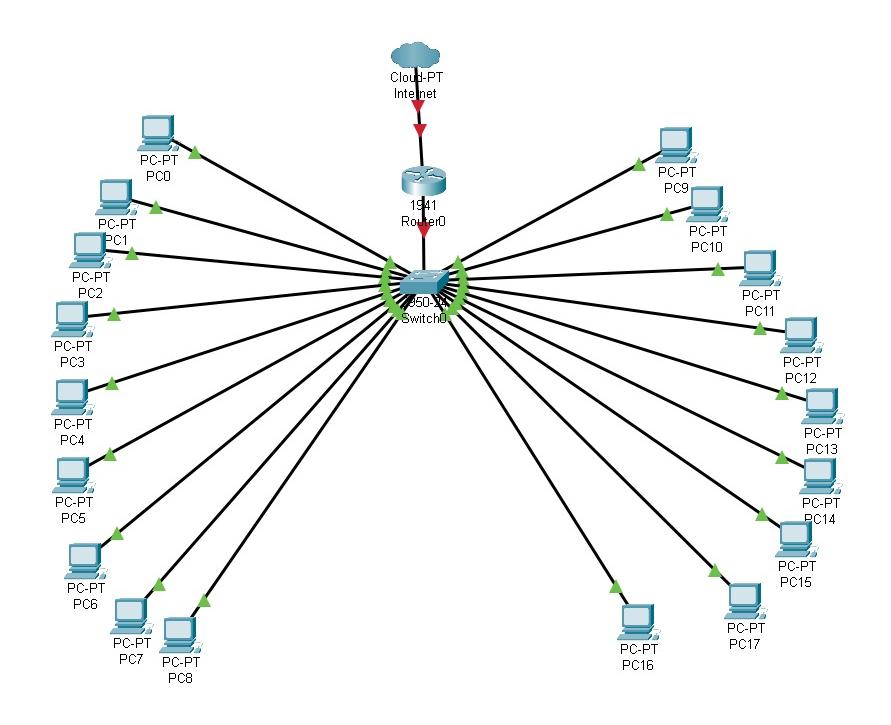 Cloud-PT
Internet
1941
Router0
950-24
Switch0
PC-PT
PC0
PC-PT
PC1
PC-PT
PC2
PC-PT
PC3
PC-PT
PC4
PC-PT
PC5
PC-PT
PC6
PC-PT
PC7
PC-PT
PC8
PC-PT
PC9
PC-PT
PC10
PC-PT
PC11
PC-PT
PC12
PC-PT
PC13
PC-PT
PC14
PC-PT
PC15
PC-PT
PC16
PC-PT
PC17